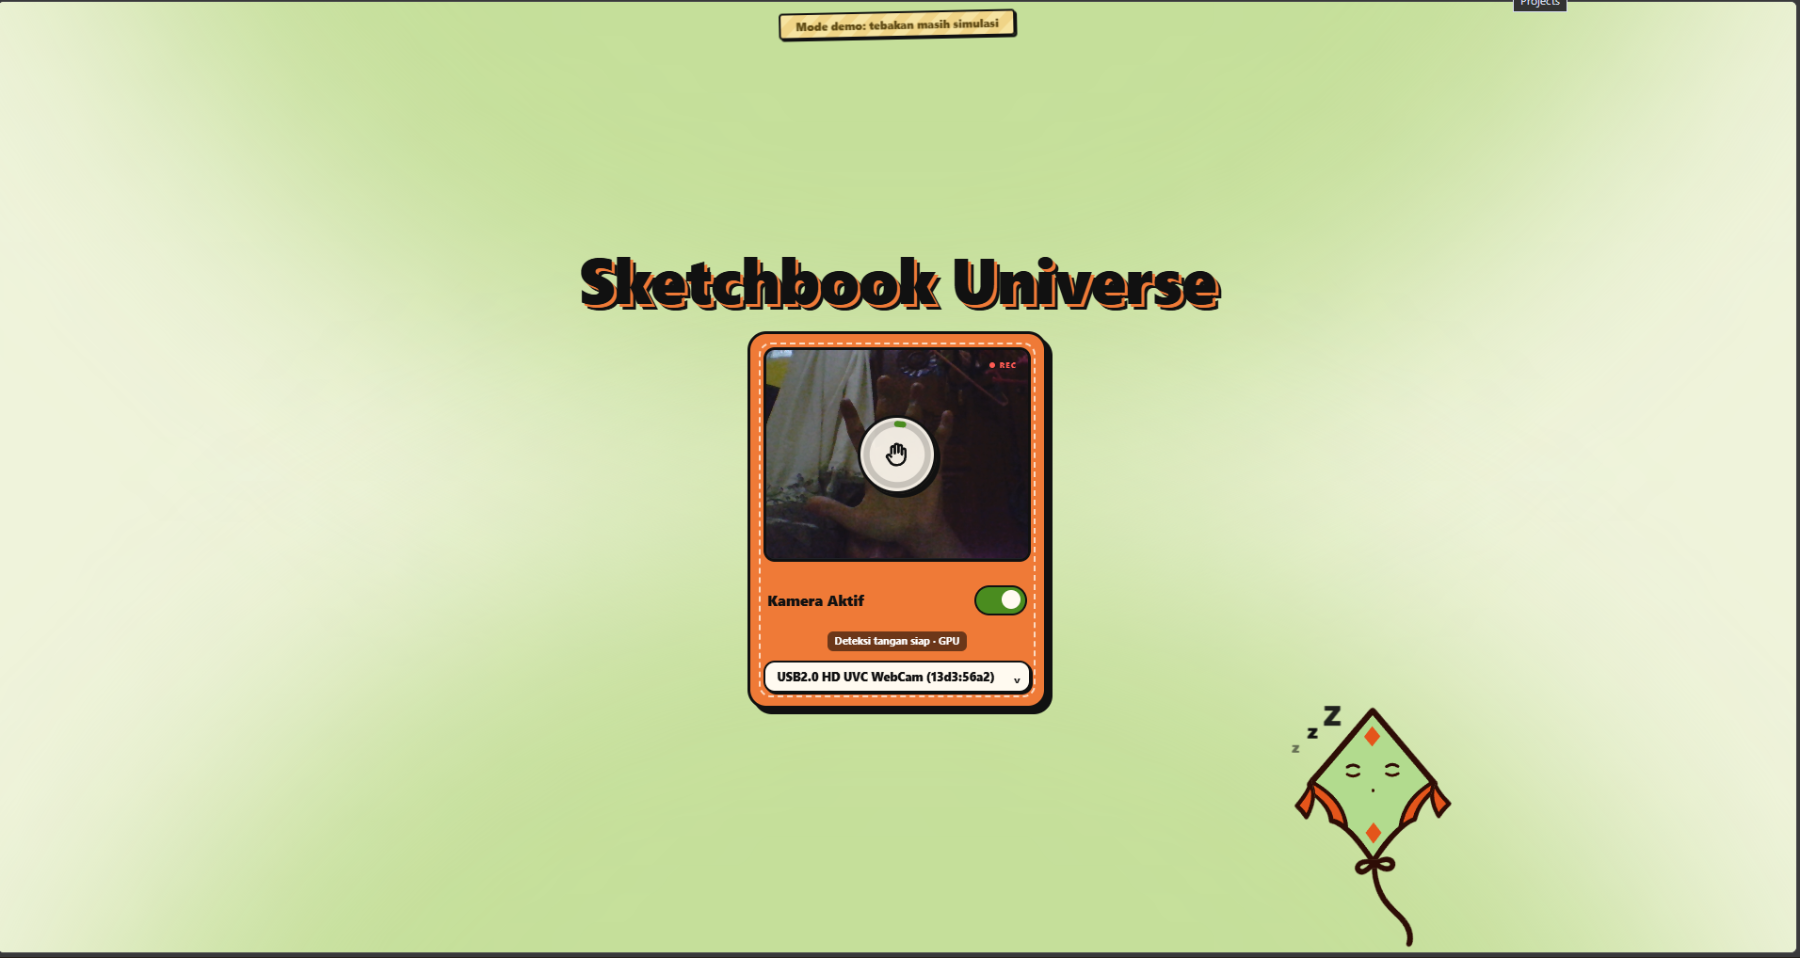 Projects
Mode demo: tebakan masih simulasi
Sketchbook Universe
REC
Kamera Aktif
Deteksi tangan siap · GPU
USB2.0 HD UVC WebCam (13d3:56a2)
v
z z Z